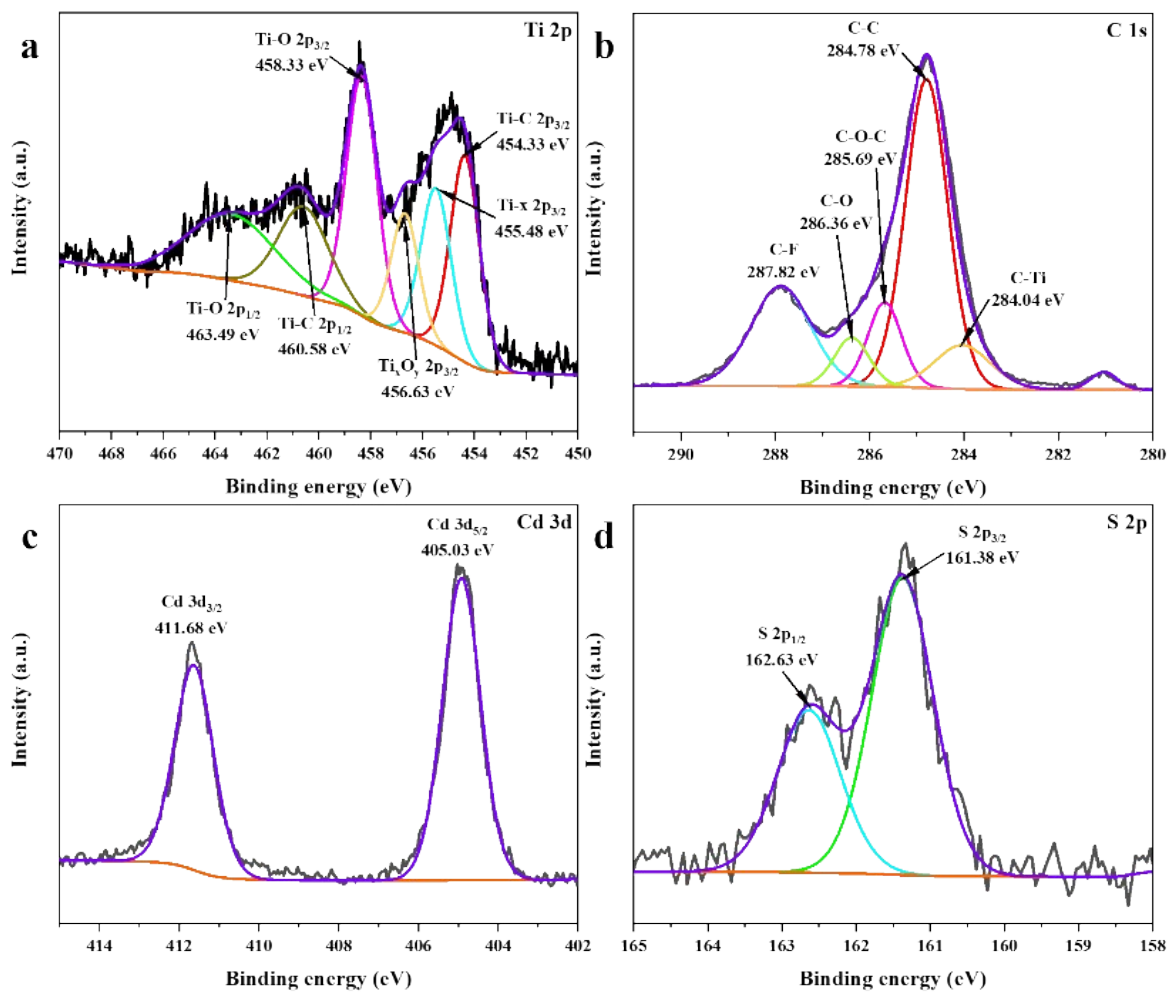 a
Ti 2p
Ti-O 2p3/2
458.33 eV
Ti-C 2p3/2
454.33 eV
Ti-x 2p3/2
455.48 eV
Ti-O 2p1/2
463.49 eV
Ti-C 2p1/2
460.58 eV
TixOy 2p3/2
456.63 eV
Intensity (a.u.)
470 468 466 464 462 460 458 456 454 452 450
Binding energy (eV)
b
C 1s
C-C
284.78 eV
C-O-C
285.69 eV
C-O
286.36 eV
C-F
287.82 eV
C-Ti
284.04 eV
Intensity (a.u.)
290 288 286 284 282 280
Binding energy (eV)
c
Cd 3d
Cd 3d5/2
405.03 eV
Cd 3d3/2
411.68 eV
Intensity (a.u.)
414 412 410 408 406 404 402
Binding energy (eV)
d
S 2p
S 2p3/2
161.38 eV
S 2p1/2
162.63 eV
Intensity (a.u.)
165 164 163 162 161 160 159 158
Binding energy (eV)